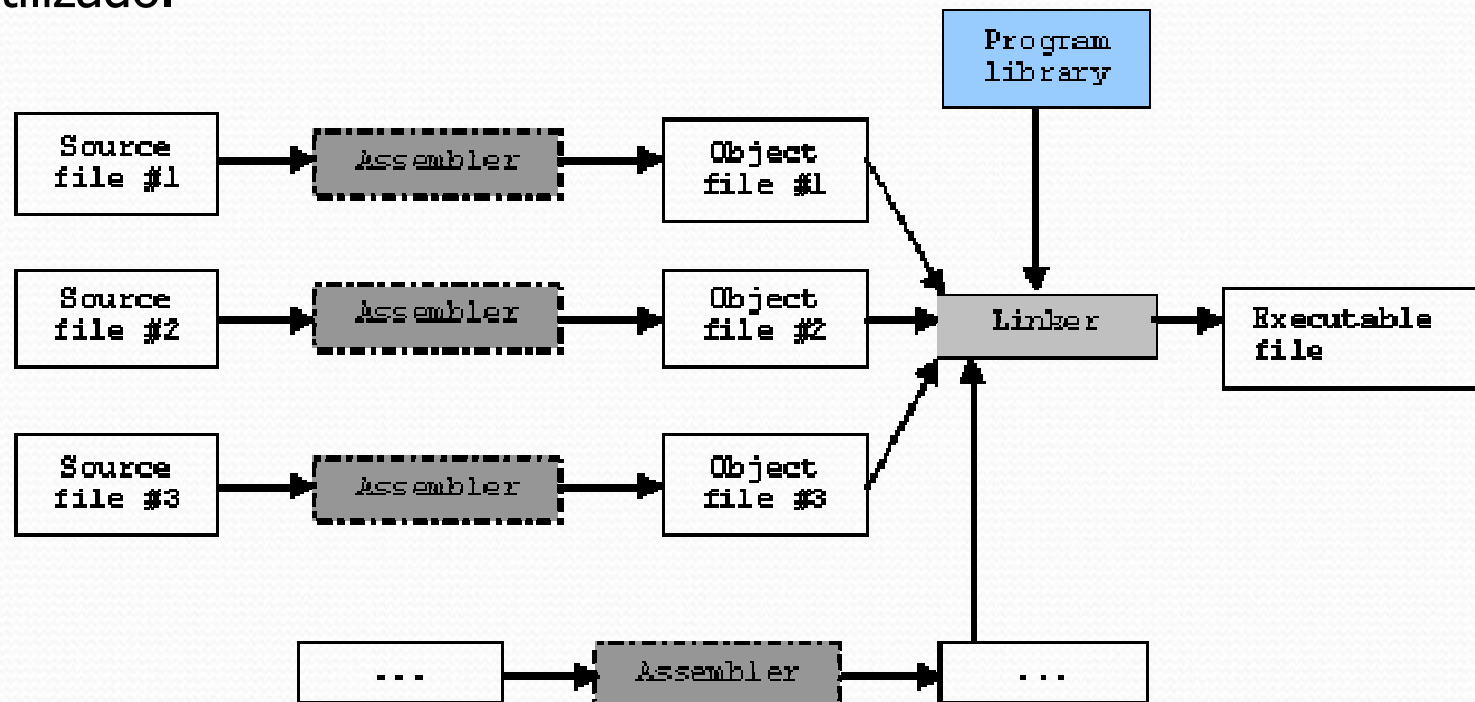 tilizado.
Program
library
Source
file #1
Assembler
Object
file #1
Source
file #2
Assembler
Object
file #2
Linker
Executable
file
Source
file #3
Assembler
Object
file #3
...
Assembler
...